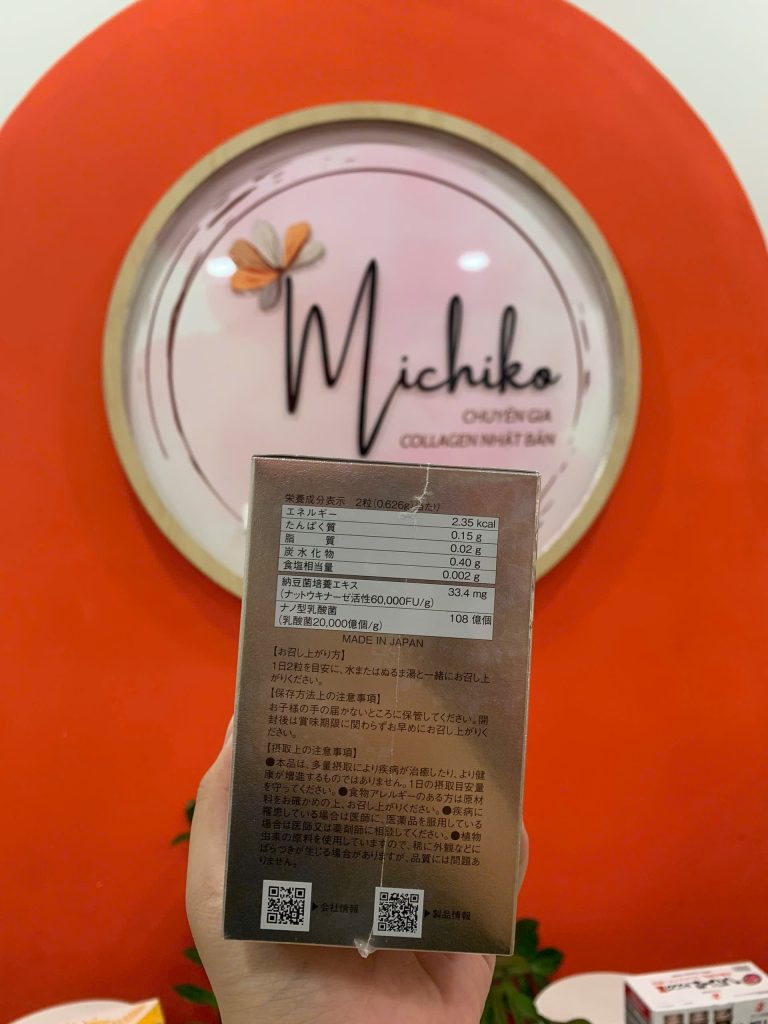 Michiko
CHUYÊN GIA
COLLAGEN NHẬT BẢN
栄養成分表示 2粒(0.626g)当たり
エネルギー 2.35 kcal
たんぱく質 0.15 g
脂 質 0.02 g
炭水化物 0.40 g
食塩相当量 0.002 g
納豆菌培養エキス 33.4 mg
(ナットウキナーゼ活性60,000FU/g)
ナノ型乳酸菌 108 億個
(乳酸菌20,000億個/g)
MADE IN JAPAN
【お召し上がり方】
1日2粒を目安に、水またはぬるま湯と一緒にお召し上
がりください。
【保存方法上の注意事項】
お子様の手の届かないところに保管してください。開
封後は賞味期限に関わらずお早めにお召し上がりく
ださい。
【摂取上の注意事項】
●本品は、多量摂取により疾病が治癒したり、より健
康が増進するものではありません。1日の摂取目安量
を守ってください。●食物アレルギーのある方は原材
料をお確かめの上、お召し上がりください。●疾病に
罹患している場合は医師に、医薬品を服用している
場合は医師又は薬剤師に相談してください。●植物
由来の原料を使用していますので、稀に外観などに
ばらつきが生じる場合がありますが、品質には問題あ
りません。
▶会社情報
▶製品情報